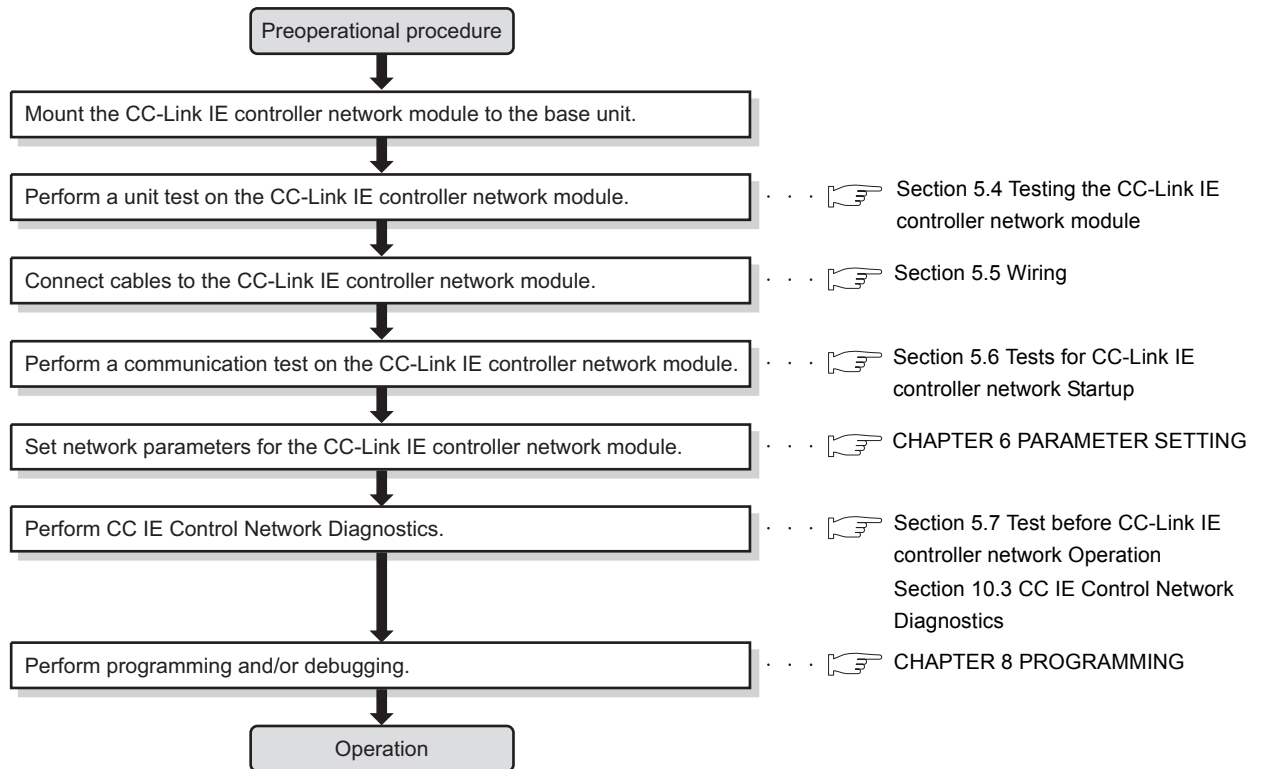 Preoperational procedure
Mount the CC-Link IE controller network module to the base unit.
Perform a unit test on the CC-Link IE controller network module.
Section 5.4 Testing the CC-Link IE
controller network module
Connect cables to the CC-Link IE controller network module.
Section 5.5 Wiring
Perform a communication test on the CC-Link IE controller network module.
Section 5.6 Tests for CC-Link IE
controller network Startup
Set network parameters for the CC-Link IE controller network module.
CHAPTER 6 PARAMETER SETTING
Perform CC IE Control Network Diagnostics.
Section 5.7 Test before CC-Link IE
controller network Operation
Section 10.3 CC IE Control Network
Diagnostics
Perform programming and/or debugging.
CHAPTER 8 PROGRAMMING
Operation